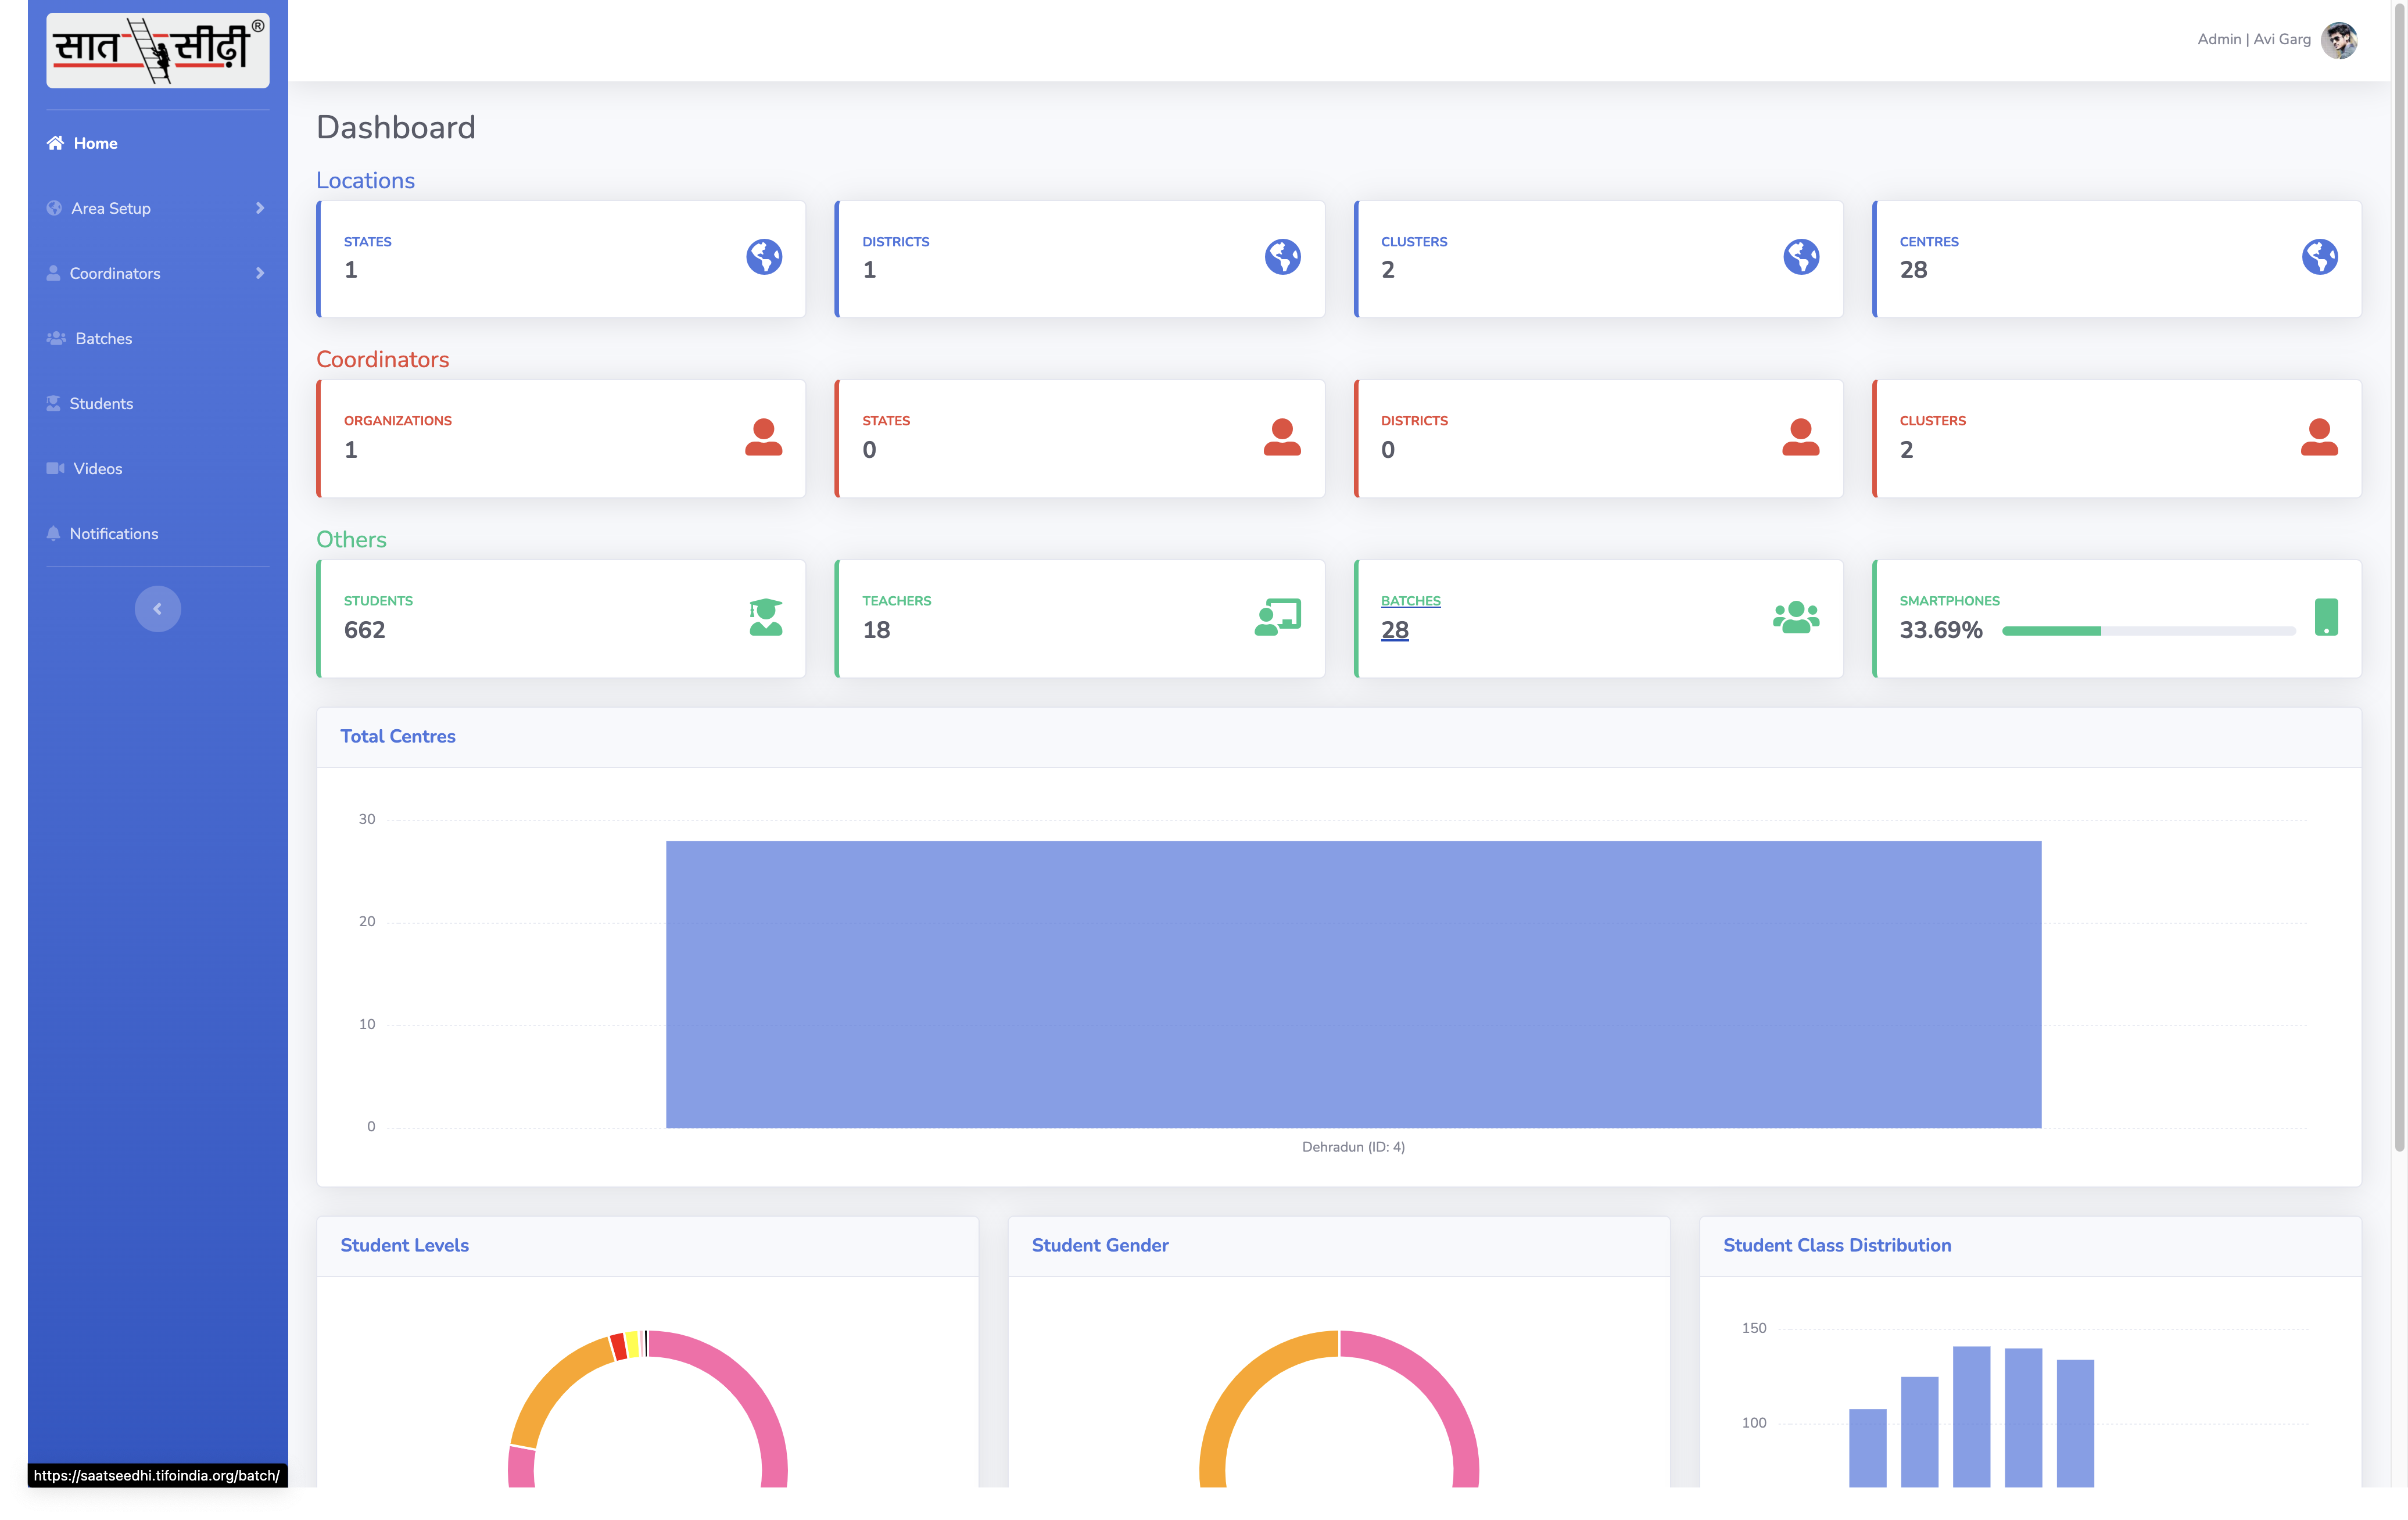 सात सीढ़ी®
Admin | Avi Garg
Home
Area Setup
Coordinators
Batches
Students
Videos
Notifications
Dashboard
Locations
STATES
1
DISTRICTS
1
CLUSTERS
2
CENTRES
28
Coordinators
ORGANIZATIONS
1
STATES
0
DISTRICTS
0
CLUSTERS
2
Others
STUDENTS
662
TEACHERS
18
BATCHES
28
SMARTPHONES
33.69%
Total Centres
30
20
10
0
Dehradun (ID: 4)
Student Levels
Student Gender
Student Class Distribution
150
100
https://saatseedhi.tifoindia.org/batch/